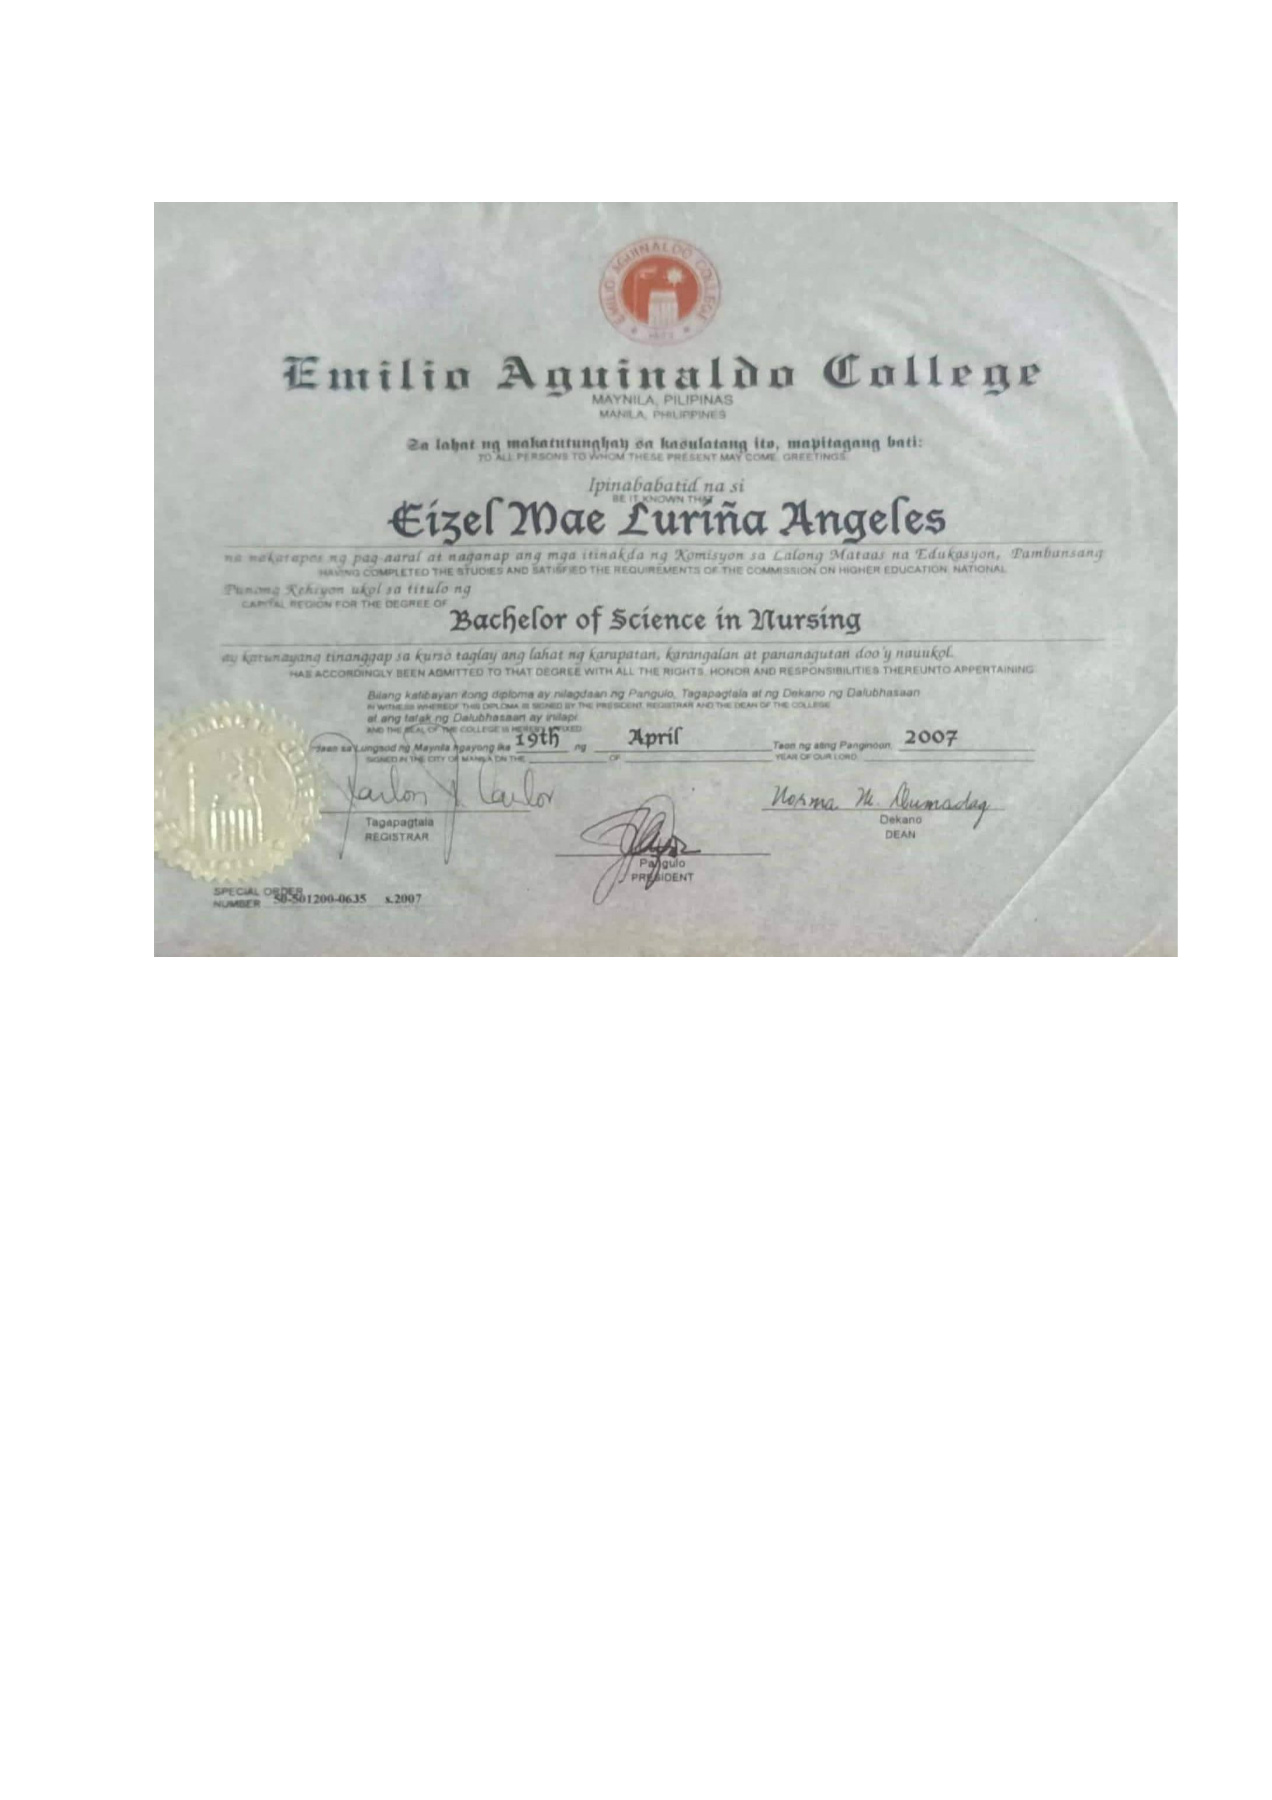 EMILIO AGUINALDO COLLEGE
Emilio Aguinaldo College
MAYNILA, PILIPINAS
MANILA, PHILIPPINES
Sa lahat ng makatutunghay sa kasulatang ito, mapitagang bati:
TO ALL PERSONS TO WHOM THESE PRESENT MAY COME, GREETINGS
Ipinababatid na si
BE IT KNOWN THAT
Eizel Mae Luriña Angeles
na nakatapos ng pag-aaral at naganap ang mga itinakda ng Komisyon sa Lalong Mataas na Edukasyon, Pambansang
HAVING COMPLETED THE STUDIES AND SATISFIED THE REQUIREMENTS OF THE COMMISSION ON HIGHER EDUCATION NATIONAL
Punong Rehiyon ukol sa titulo ng
CAPITAL REGION FOR THE DEGREE OF
Bachelor of Science in Nursing
ay katunayang tinanggap sa kurso taglay ang lahat ng karapatan, karangalan at pananagutan doo'y nauukol.
HAS ACCORDINGLY BEEN ADMITTED TO THAT DEGREE WITH ALL THE RIGHTS HONOR AND RESPONSIBILITIES THEREUNTO APPERTAINING
Bilang katibayan itong diploma ay nilagdaan ng Pangulo, Tagapagtala at ng Dekano ng Dalubhasaan
IN WITNESS WHEREOF THIS DIPLOMA IS SIGNED BY THE PRESIDENT, REGISTRAR AND THE DEAN OF THE COLLEGE
at ang tatak ng Dalubhasaan ay inilapi
AND THE SEAL OF THE COLLEGE IS HEREBY AFFIXED
sa Lungsod ng Maynila ngayong ika 19th ng April Taon ng ating Panginoon 2007
SIGNED IN THE CITY OF MANILA ON THE OF YEAR OF OUR LORD
Norma M. Dumadag
Tagapagtala
REGISTRAR
Dekano
DEAN
Pangulo
PRESIDENT
SPECIAL ORDER
NUMBER 50-501200-0635 s.2007